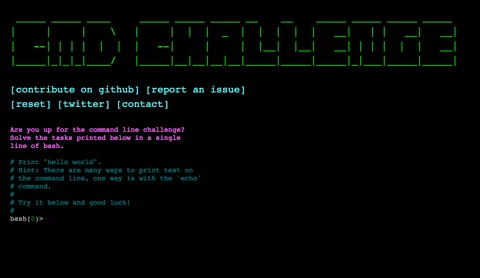 CMD CHALLENGE
[contribute on github] [report an issue]
[reset] [twitter] [contact]
Are you up for the command line challenge?
Solve the tasks printed below in a single
line of bash.
# Print "hello world".
# Hint: There are many ways to print text on
# the command line, one way is with the 'echo'
# command.
#
# Try it below and good luck!
#
bash(0)>